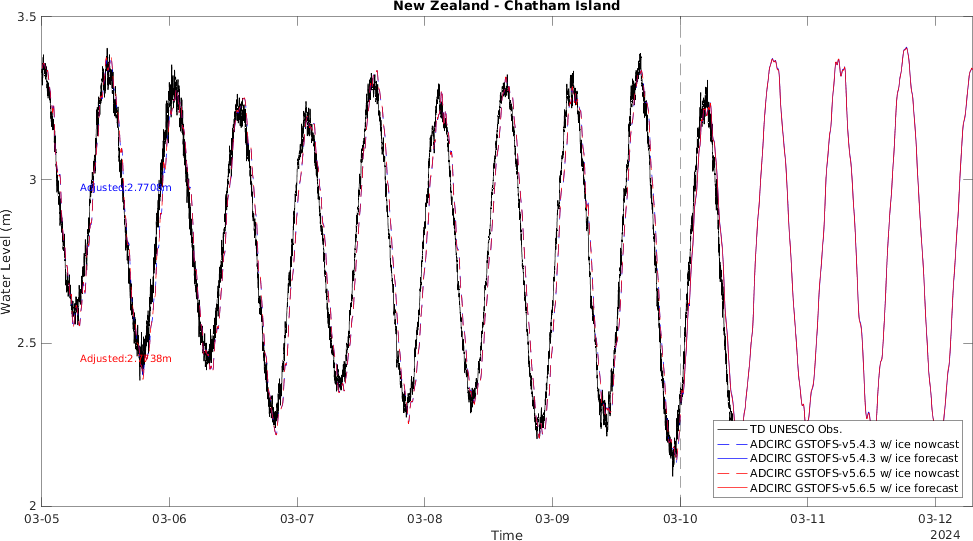 New Zealand - Chatham Island
3.5
3
2.5
2
Water Level (m)
Adjusted:2.7708m
TD UNESCO Obs.
ADCIRC GSTOFS-v5.4.3 w/ ice nowcast
ADCIRC GSTOFS-v5.4.3 w/ ice forecast
ADCIRC GSTOFS-v5.6.5 w/ ice nowcast
ADCIRC GSTOFS-v5.6.5 w/ ice forecast
03-05 03-06 03-07 03-08 03-09 03-10 03-11 03-12
Time
2024